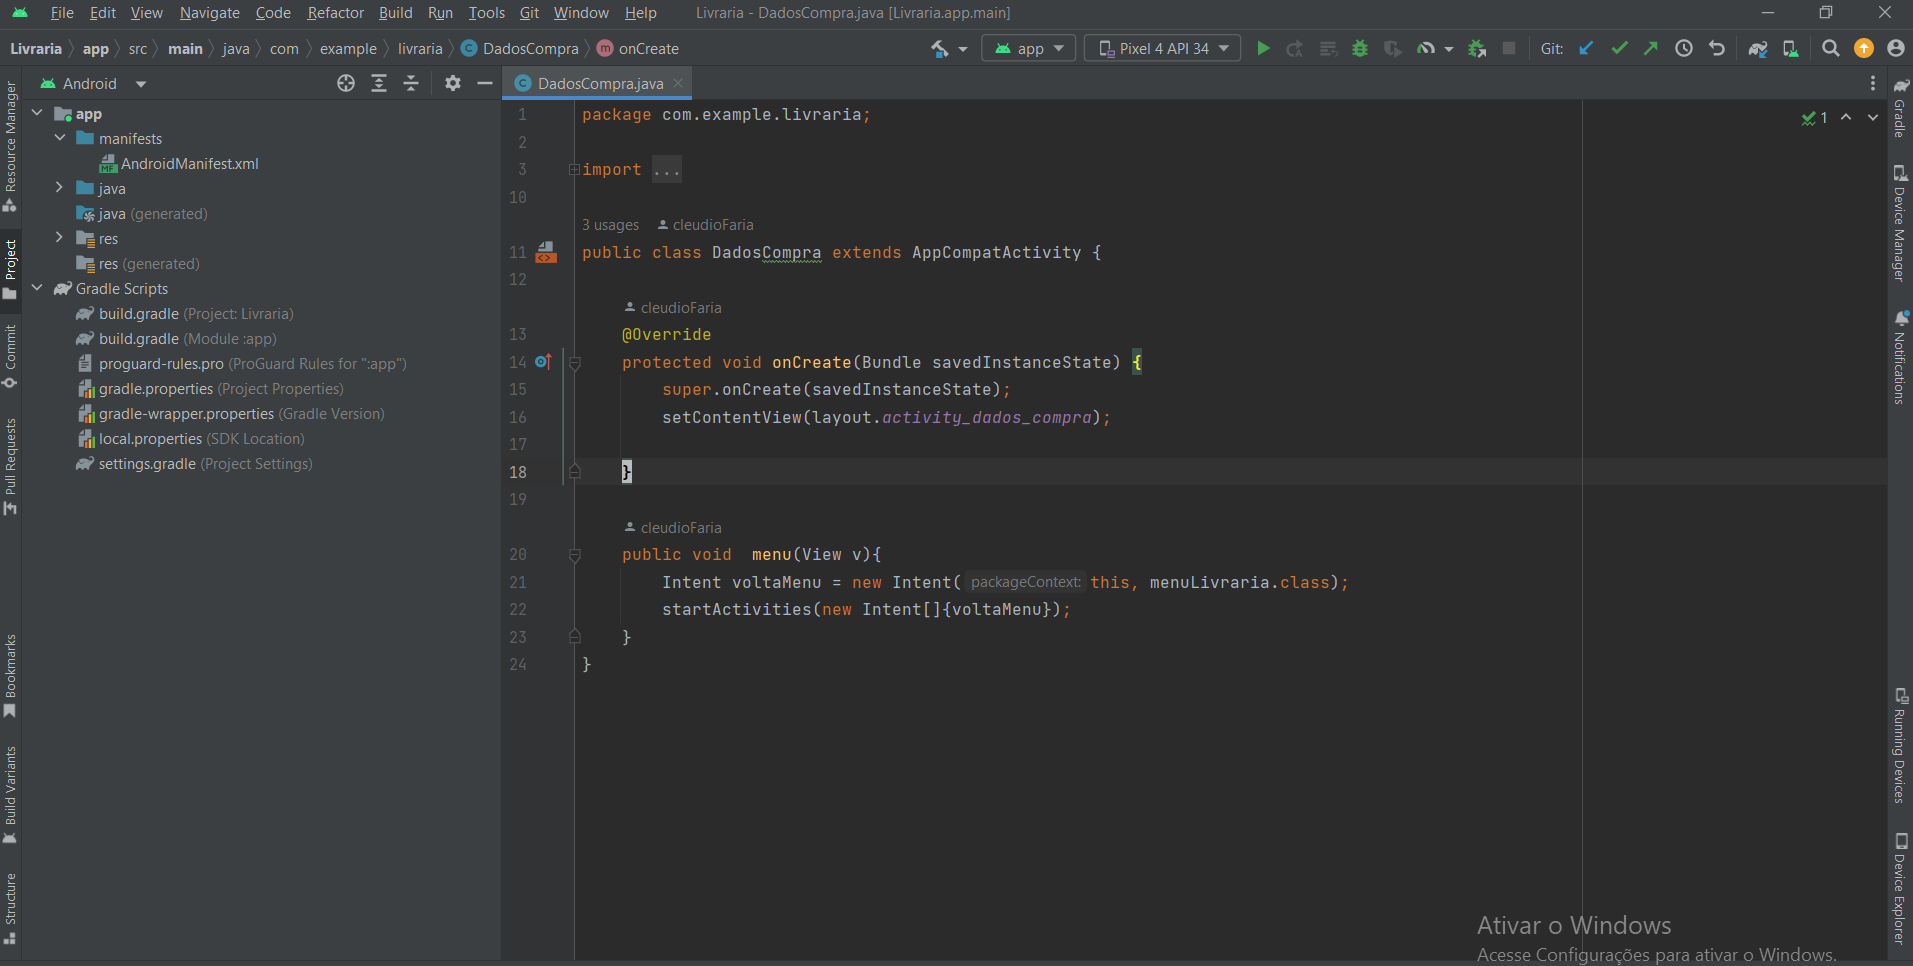 File Edit View Navigate Code Refactor Build Run Tools Git Window Help Livraria - DadosCompra.java [Livraria.app.main]
Livraria app src main java com example livraria DadosCompra onCreate app Pixel 4 API 34 Git:
Android
DadosCompra.java
app
manifests
AndroidManifest.xml
java
java (generated)
res
res (generated)
Gradle Scripts
build.gradle (Project: Livraria)
build.gradle (Module :app)
proguard-rules.pro (ProGuard Rules for ":app")
gradle.properties (Project Properties)
gradle-wrapper.properties (Gradle Version)
local.properties (SDK Location)
settings.gradle (Project Settings)
Resource Manager
Project
Commit
Pull Requests
Bookmarks
Build Variants
Structure
1 package com.example.livraria;
2
3 import ...
10
3 usages cleudioFaria
11 public class DadosCompra extends AppCompatActivity {
12
cleudioFaria
13 @Override
14 protected void onCreate(Bundle savedInstanceState) {
15 super.onCreate(savedInstanceState);
16 setContentView(layout.activity_dados_compra);
17
18 }
19
cleudioFaria
20 public void  menu(View v){
21 Intent voltaMenu = new Intent( packageContext: this, menuLivraria.class);
22 startActivities(new Intent[]{voltaMenu});
23 }
24 }
1
Gradle
Device Manager
Notifications
Running Devices
Device Explorer
Ativar o Windows
Acesse Configurações para ativar o Windows.